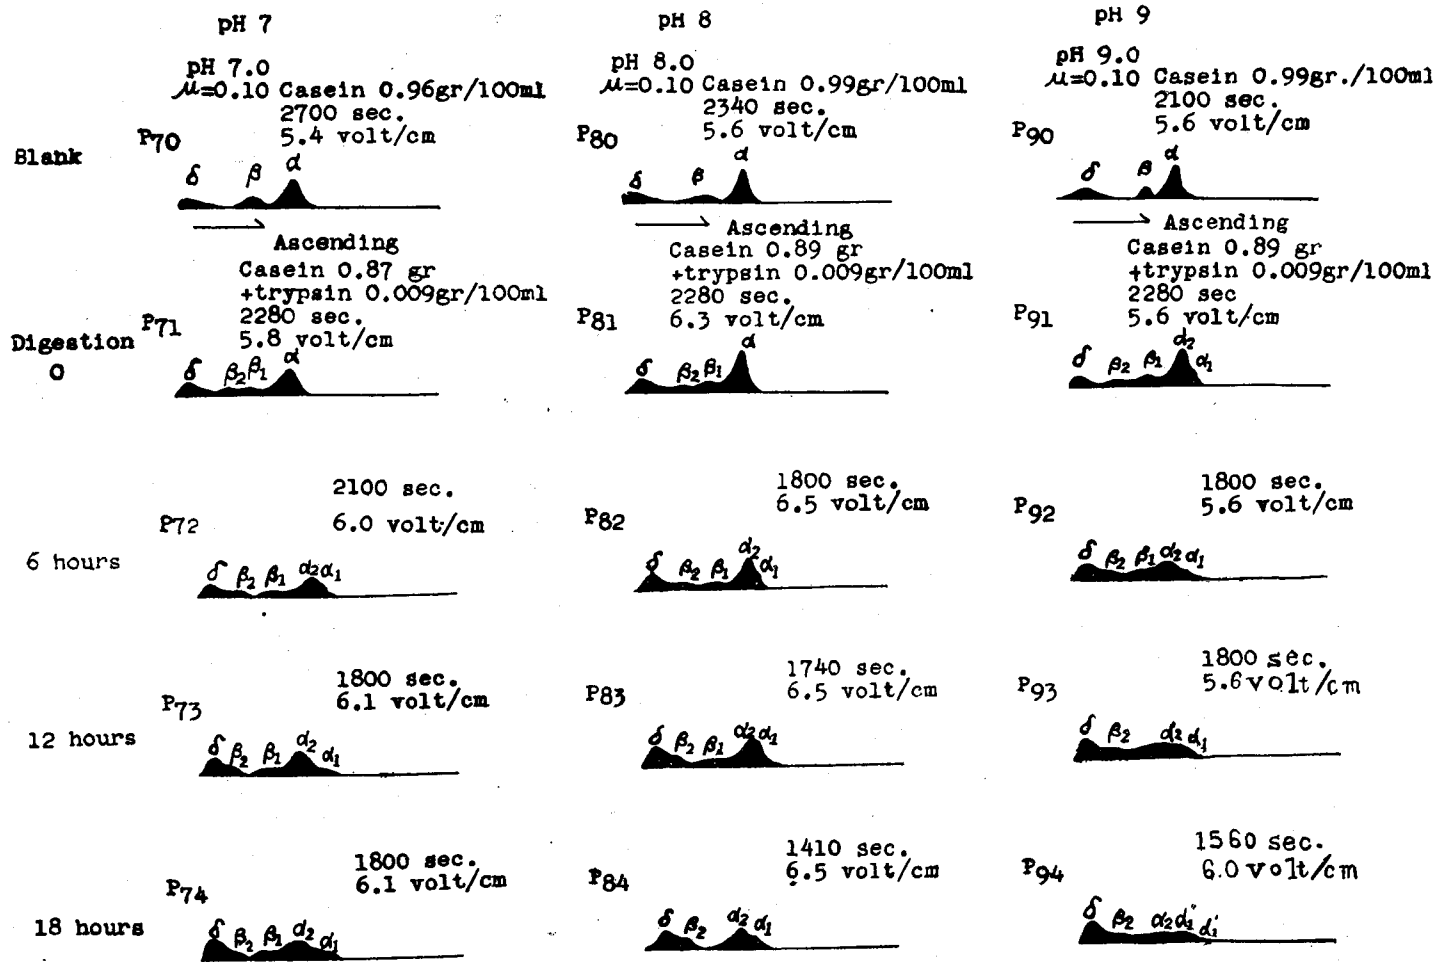 pH 7
pH 8
pH 9
pH 7.0
μ=0.10 Casein 0.96gr/100ml
2700 sec.
5.4 volt/cm
P70
δ β α
pH 8.0
μ=0.10 Casein 0.99gr/100ml
2340 sec.
5.6 volt/cm
P80
δ β α
pH 9.0
μ=0.10 Casein 0.99gr./100ml
2100 sec.
5.6 volt/cm
P90
δ β α
Blank
Ascending
Casein 0.87 gr
+trypsin 0.009gr/100ml
2280 sec.
5.8 volt/cm
P71
δ β2 β1 α
Ascending
Casein 0.89 gr
+trypsin 0.009gr/100ml
2280 sec.
6.3 volt/cm
P81
δ β2 β1 α
Ascending
Casein 0.89 gr
+trypsin 0.009gr/100ml
2280 sec
5.6 volt/cm
P91
δ β2 β1 α2 α1
Digestion
0
2100 sec.
6.0 volt/cm
P72
δ β2 β1 α2 α1
1800 sec.
6.5 volt/cm
P82
δ β2 β1 α2 α1
1800 sec.
5.6 volt/cm
P92
δ β2 β1 α2 α1
6 hours
1800 sec.
6.1 volt/cm
P73
δ β2 β1 α2 α1
1740 sec.
6.5 volt/cm
P83
δ β2 β1 α2 α1
1800 sec.
5.6 volt/cm
P93
δ β2 α2 α1
12 hours
1800 sec.
6.1 volt/cm
P74
δ β2 β1 α2 α1
1410 sec.
6.5 volt/cm
P84
δ β2 α2 α1
1560 sec.
6.0 volt/cm
P94
δ β2 α2
18 hours